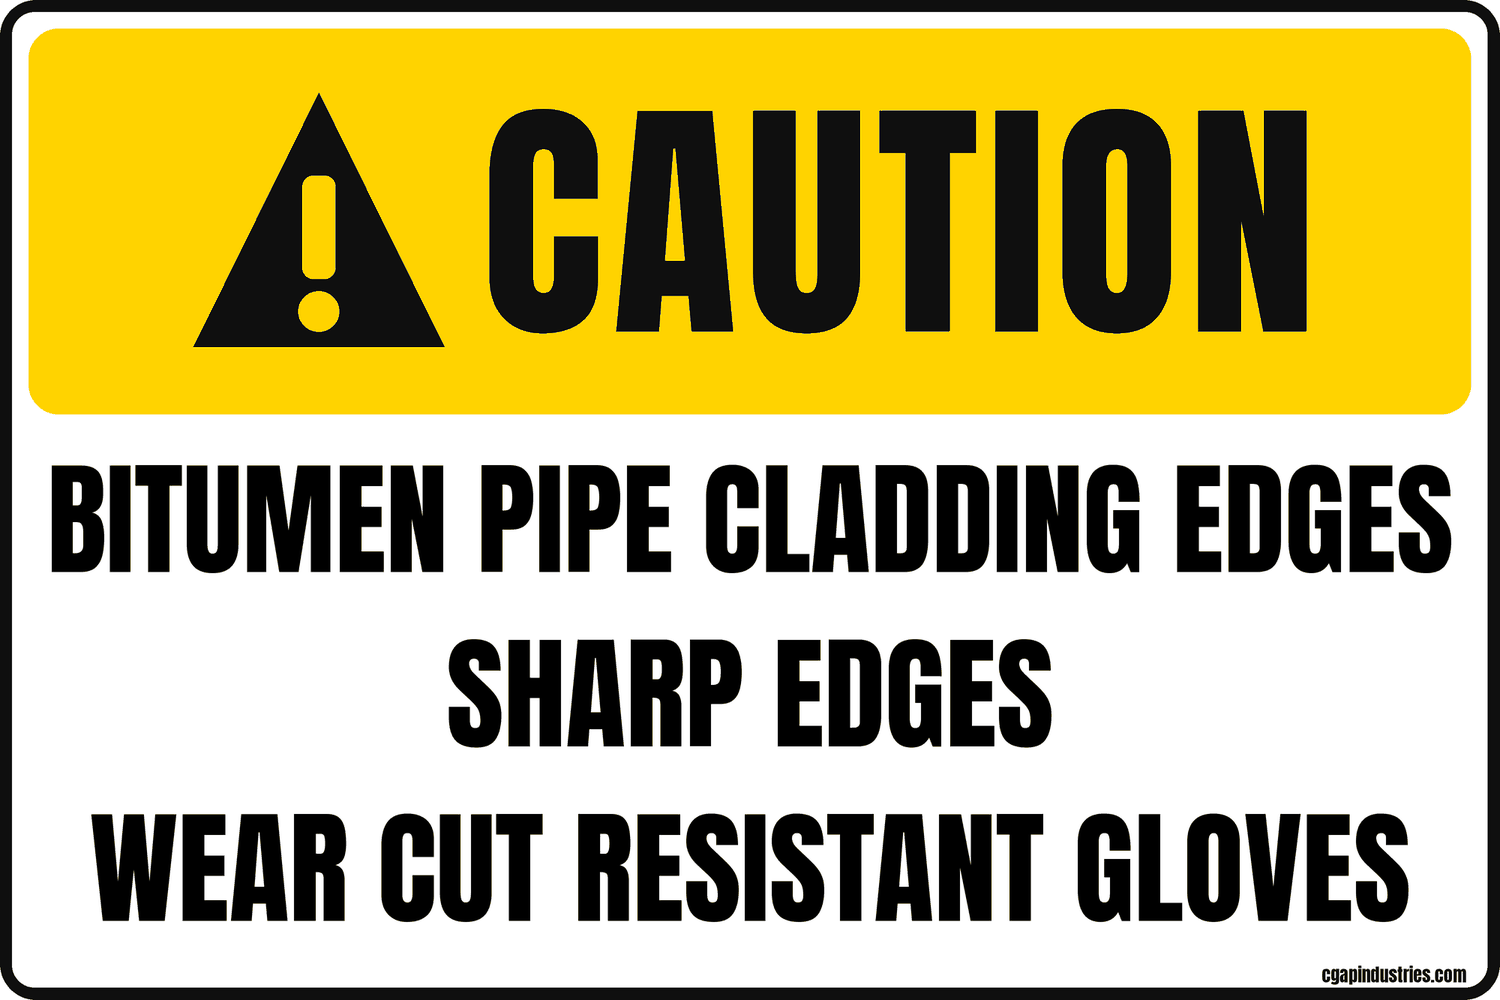 CAUTION
BITUMEN PIPE CLADDING EDGES
SHARP EDGES
WEAR CUT RESISTANT GLOVES
cgapindustries.com